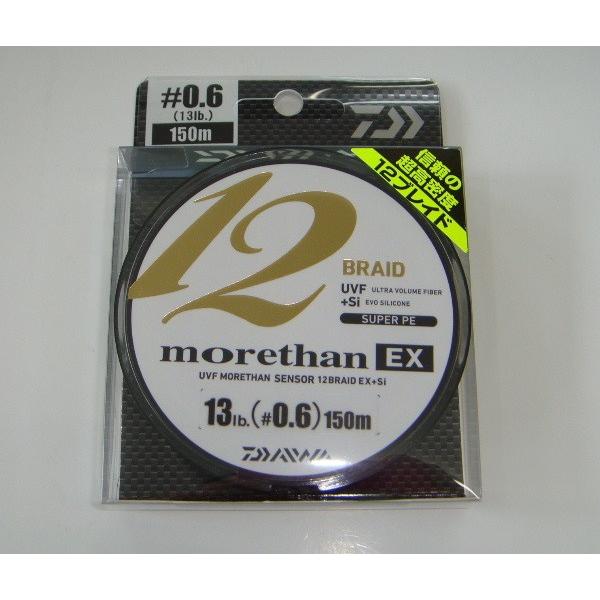 #0.6
(13lb.)
150m
信頼の
超高密度
12ブレイド
12
BRAID
UVF ULTRA VOLUME FIBER
+Si EVO SILICONE
SUPER PE
morethan EX
UVF MORETHAN SENSOR 12BRAID EX+Si
13lb.(#0.6)150m
DAIWA